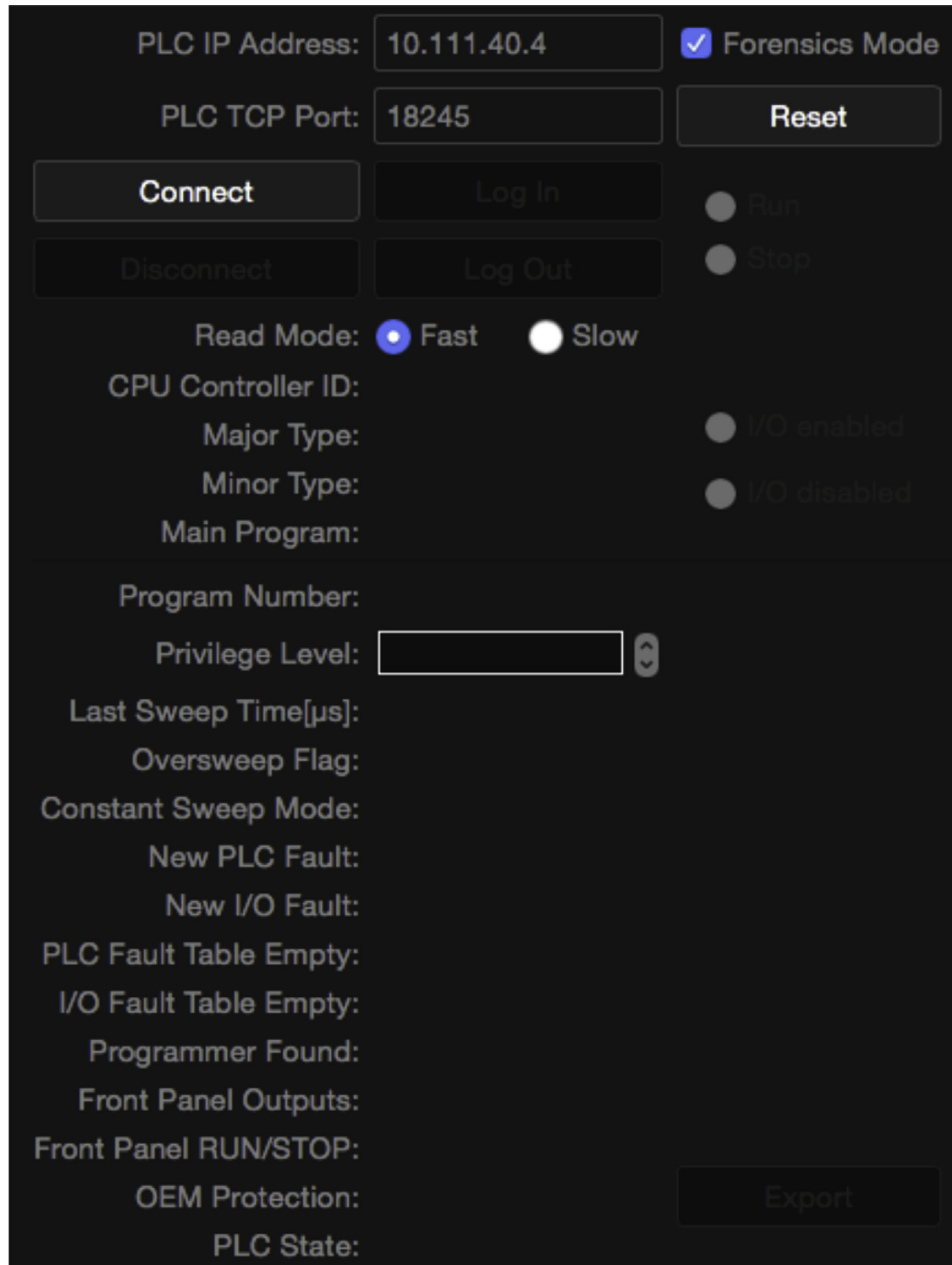 PLC IP Address: 10.111.40.4 Forensics Mode
PLC TCP Port: 18245 Reset
Connect Log In Run
Disconnect Log Out Stop
Read Mode: Fast Slow
CPU Controller ID:
Major Type: I/O enabled
Minor Type: I/O disabled
Main Program:
Program Number:
Privilege Level:
Last Sweep Time[µs]:
Oversweep Flag:
Constant Sweep Mode:
New PLC Fault:
New I/O Fault:
PLC Fault Table Empty:
I/O Fault Table Empty:
Programmer Found:
Front Panel Outputs:
Front Panel RUN/STOP:
OEM Protection: Export
PLC State: